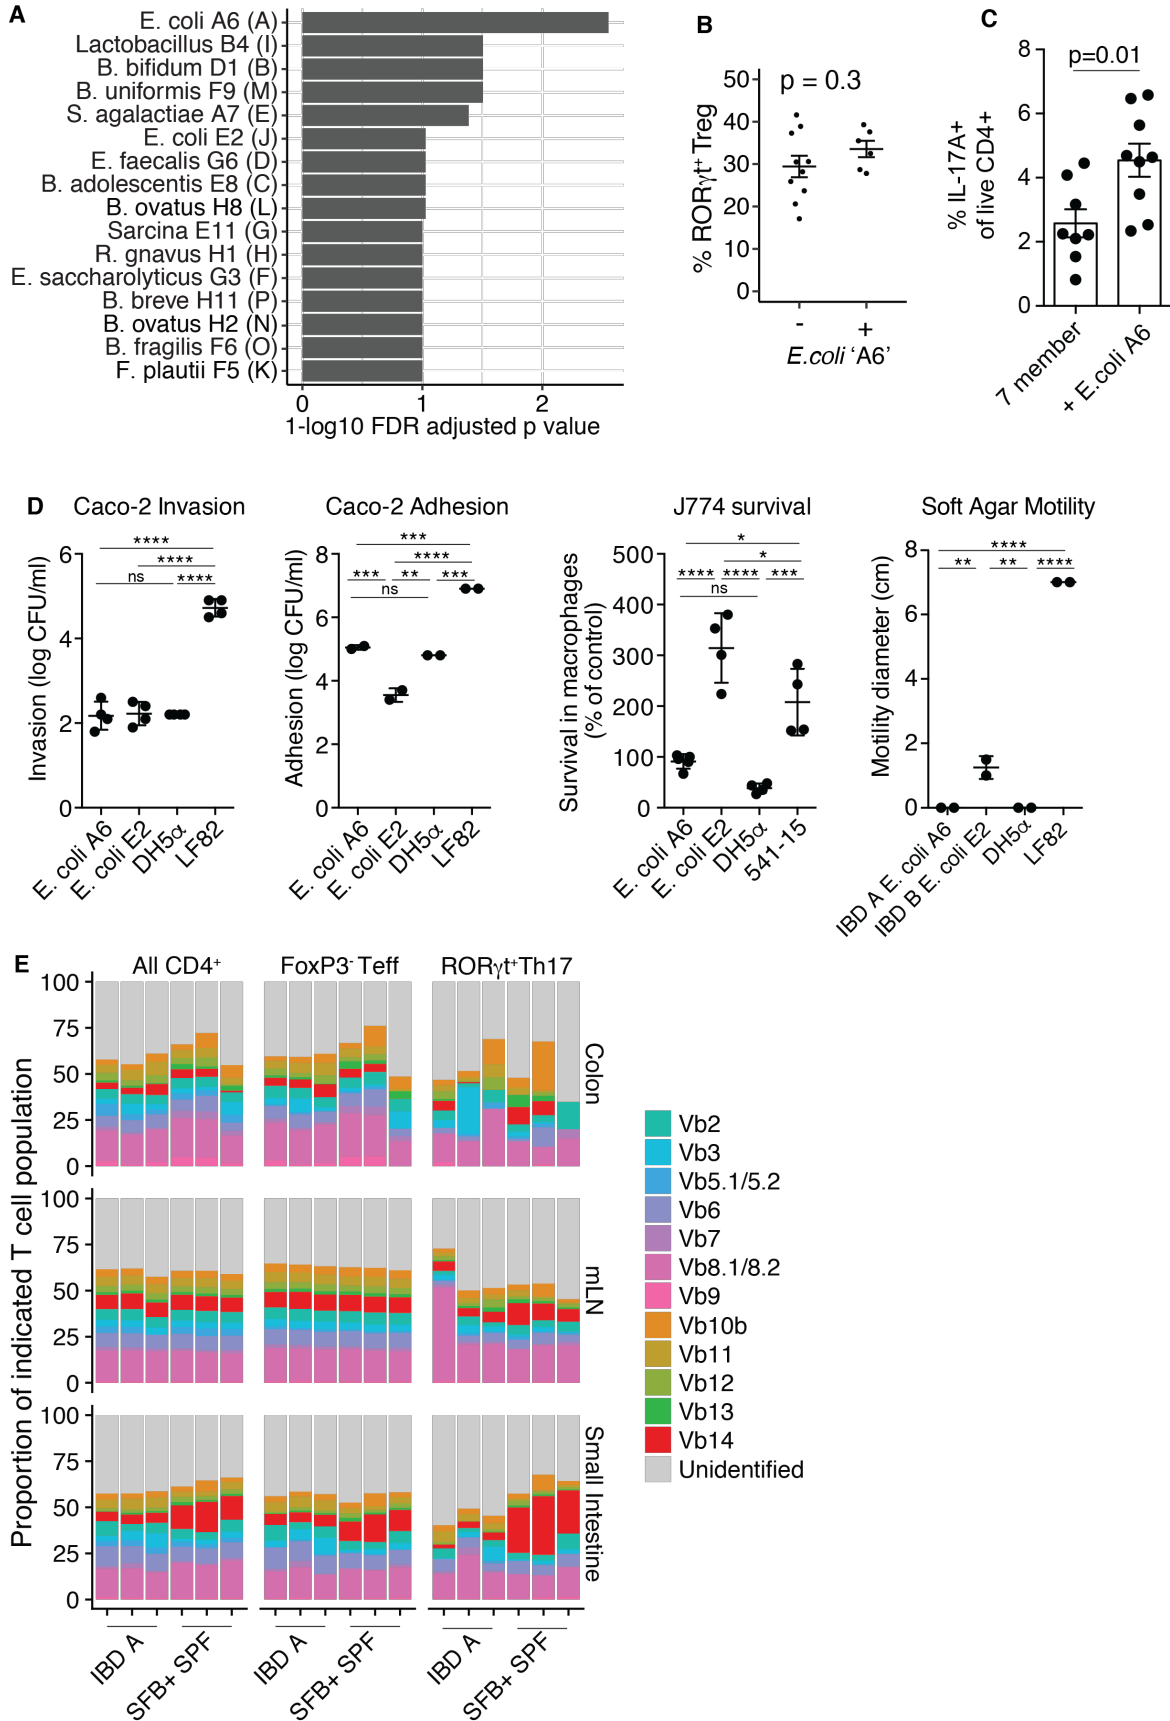 A
E. coli A6 (A)
Lactobacillus B4 (I)
B. bifidum D1 (B)
B. uniformis F9 (M)
S. agalactiae A7 (E)
E. coli E2 (J)
E. faecalis G6 (D)
B. adolescentis E8 (C)
B. ovatus H8 (L)
Sarcina E11 (G)
R. gnavus H1 (H)
E. saccharolyticus G3 (F)
B. breve H11 (P)
B. ovatus H2 (N)
B. fragilis F6 (O)
F. plautii F5 (K)
0 1 2
1-log10 FDR adjusted p value
B
p = 0.3
% RORγt⁺ Treg
50
40
30
20
10
0
- +
E.coli ‘A6’
C
p=0.01
% IL-17A+
of live CD4+
8
6
4
2
0
7 member
+ E.coli A6
D
Caco-2 Invasion
Invasion (log CFU/ml)
6
4
2
0
****
****
ns ****
E. coli A6
E. coli E2
DH5α
LF82
Caco-2 Adhesion
Adhesion (log CFU/ml)
8
6
4
2
0
***
****
*** ** ***
ns
E. coli A6
E. coli E2
DH5α
LF82
J774 survival
Survival in macrophages
(% of control)
500
400
300
200
100
0
*
*
**** **** ***
ns
E. coli A6
E. coli E2
DH5α
541-15
Soft Agar Motility
Motility diameter (cm)
8
6
4
2
0
****
** ** ****
IBD A E. coli A6
IBD B E. coli E2
DH5α
LF82
E
All CD4⁺ FoxP3⁻ Teff RORγt⁺Th17
Proportion of indicated T cell population
100
75
50
25
0
Colon
100
75
50
25
0
mLN
100
75
50
25
0
Small Intestine
IBD A
SFB+ SPF
IBD A
SFB+ SPF
IBD A
SFB+ SPF
Vb2
Vb3
Vb5.1/5.2
Vb6
Vb7
Vb8.1/8.2
Vb9
Vb10b
Vb11
Vb12
Vb13
Vb14
Unidentified